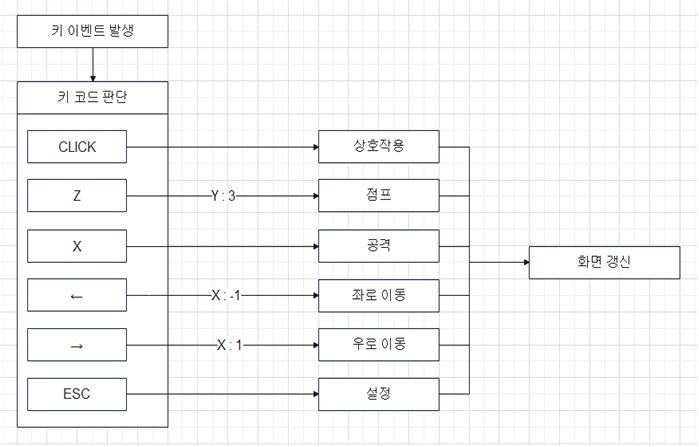 키 이벤트 발생
키 코드 판단
CLICK
상호작용
Z
Y : 3
점프
X
공격
화면 갱신
←
X : -1
좌로 이동
→
X : 1
우로 이동
ESC
설정